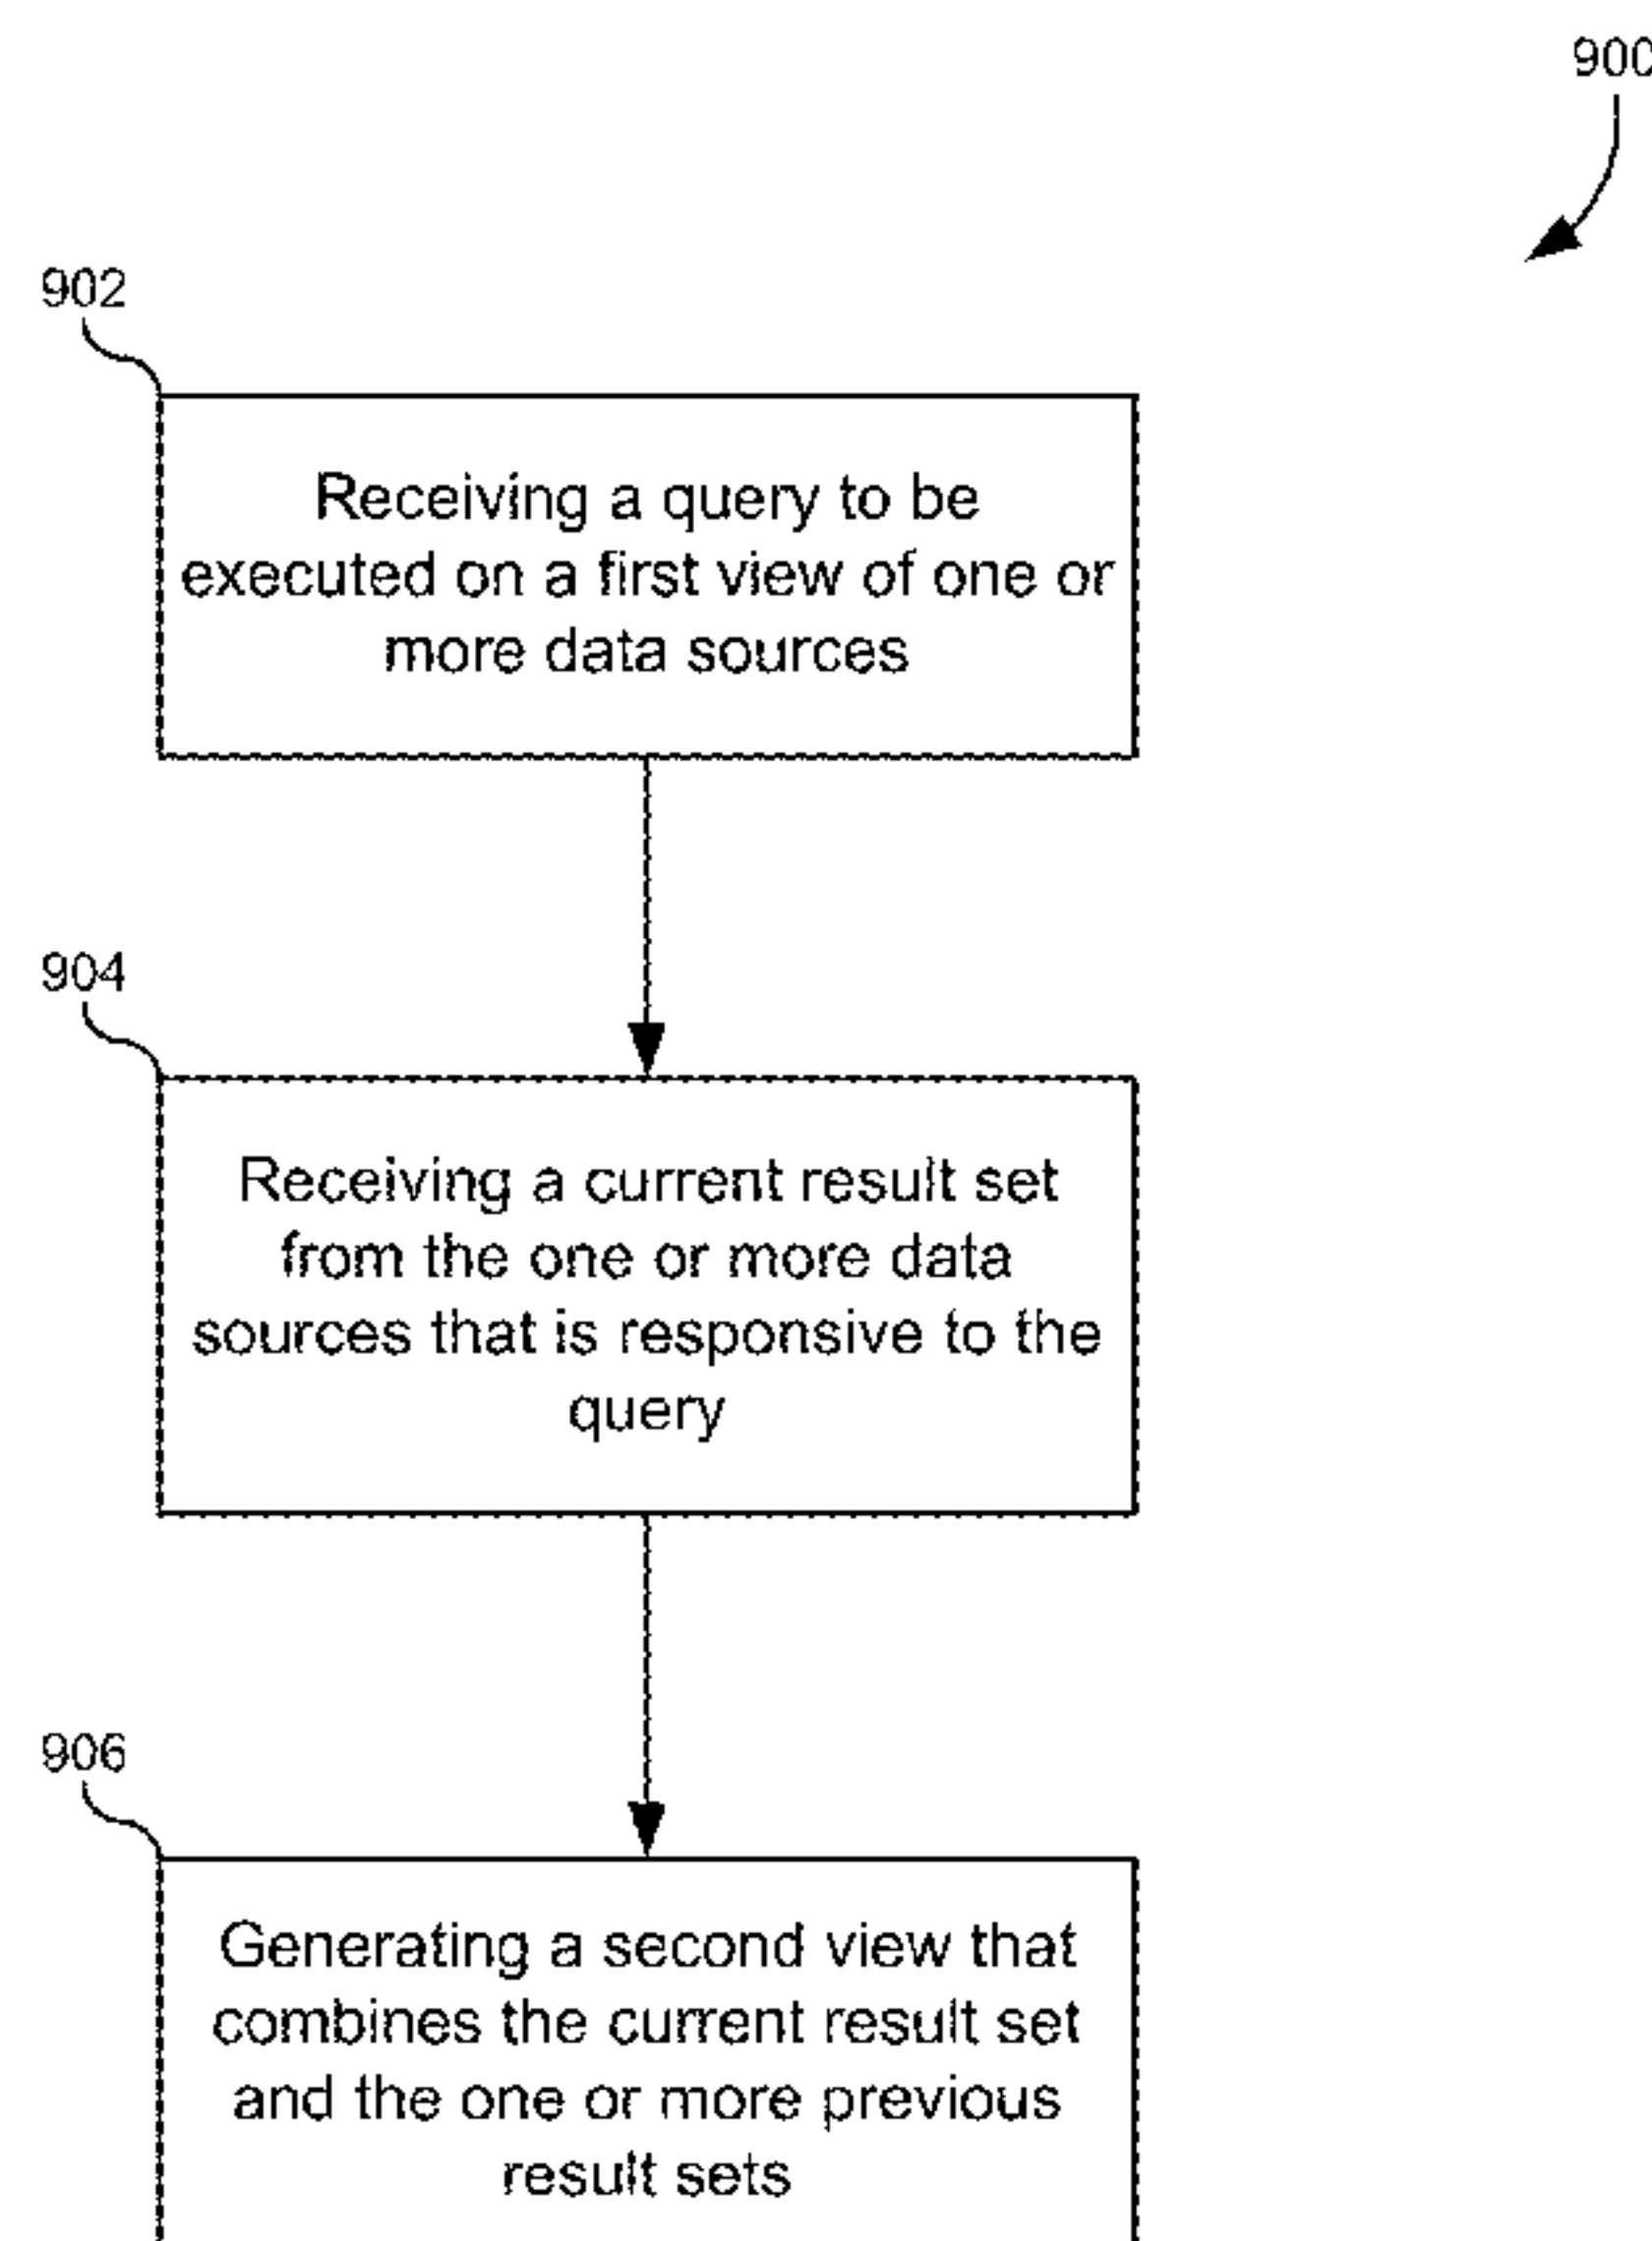 900
902
Receiving a query to be
executed on a first view of one or
more data sources
904
Receiving a current result set
from the one or more data
sources that is responsive to the
query
906
Generating a second view that
combines the current result set
and the one or more previous
result sets